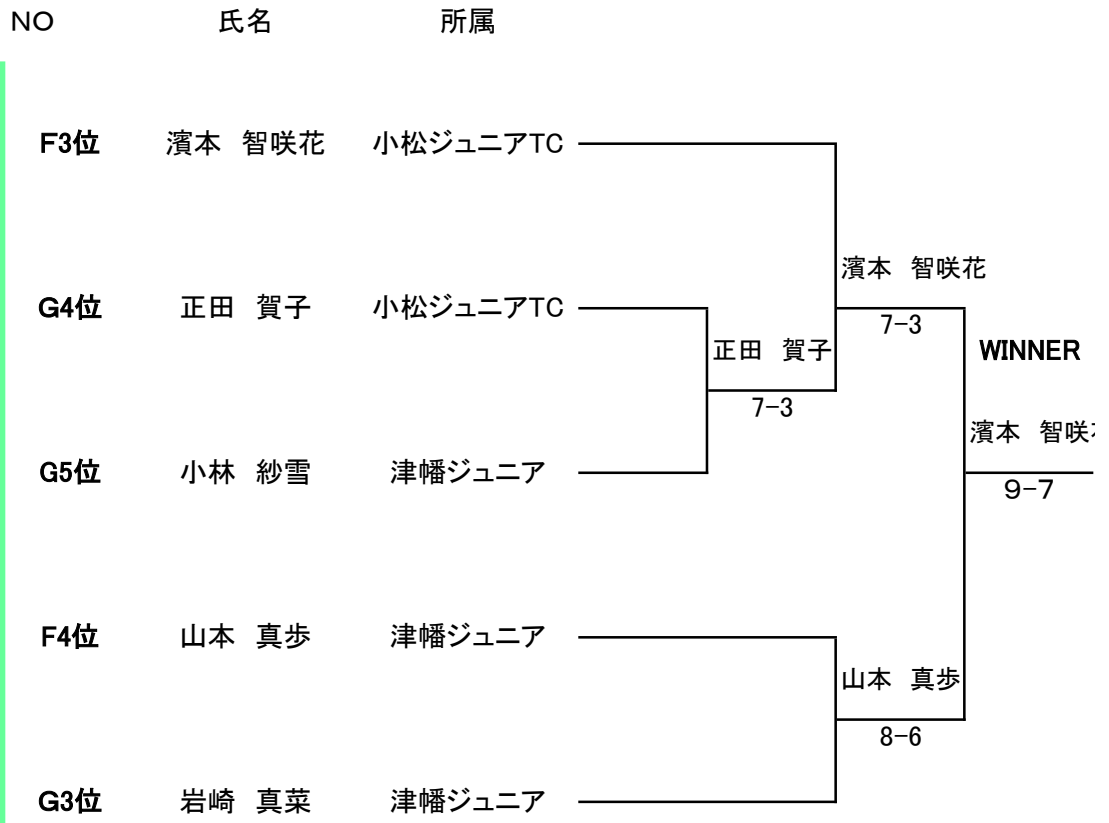 NO 氏名 所属
F3位 濱本 智咲花 小松ジュニアTC
濱本 智咲花
G4位 正田 賀子 小松ジュニアTC
7-3
正田 賀子
WINNER
7-3
濱本 智咲
G5位 小林 紗雪 津幡ジュニア
9-7
F4位 山本 真歩 津幡ジュニア
山本 真歩
8-6
G3位 岩崎 真菜 津幡ジュニア